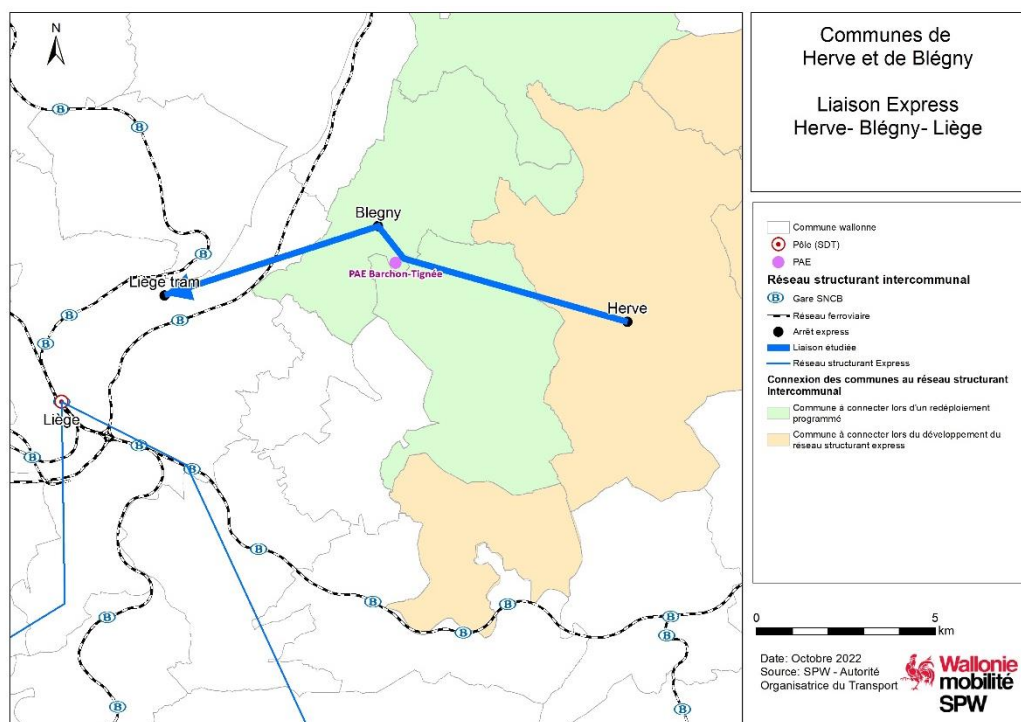 N
B
B
B
Blegny
PAE Barchon-Tignée
Liège tram
B
B
B
Herve
Liège
B
B
B
B
B
B
B
B
B
B
B
B
Communes de
Herve et de Blégny
Liaison Express
Herve- Blégny- Liège
Commune wallonne
Pôle (SDT)
PAE
Réseau structurant intercommunal
B Gare SNCB
Réseau ferroviaire
Arrêt express
Liaison étudiée
Réseau structurant Express
Connexion des communes au réseau structurant
intercommunal
Commune à connecter lors d'un redéploiement
programmé
Commune à connecter lors du développement du
réseau structurant express
0 5
km
Date: Octobre 2022
Source: SPW - Autorité
Organisatrice du Transport
Wallonie
mobilité
SPW